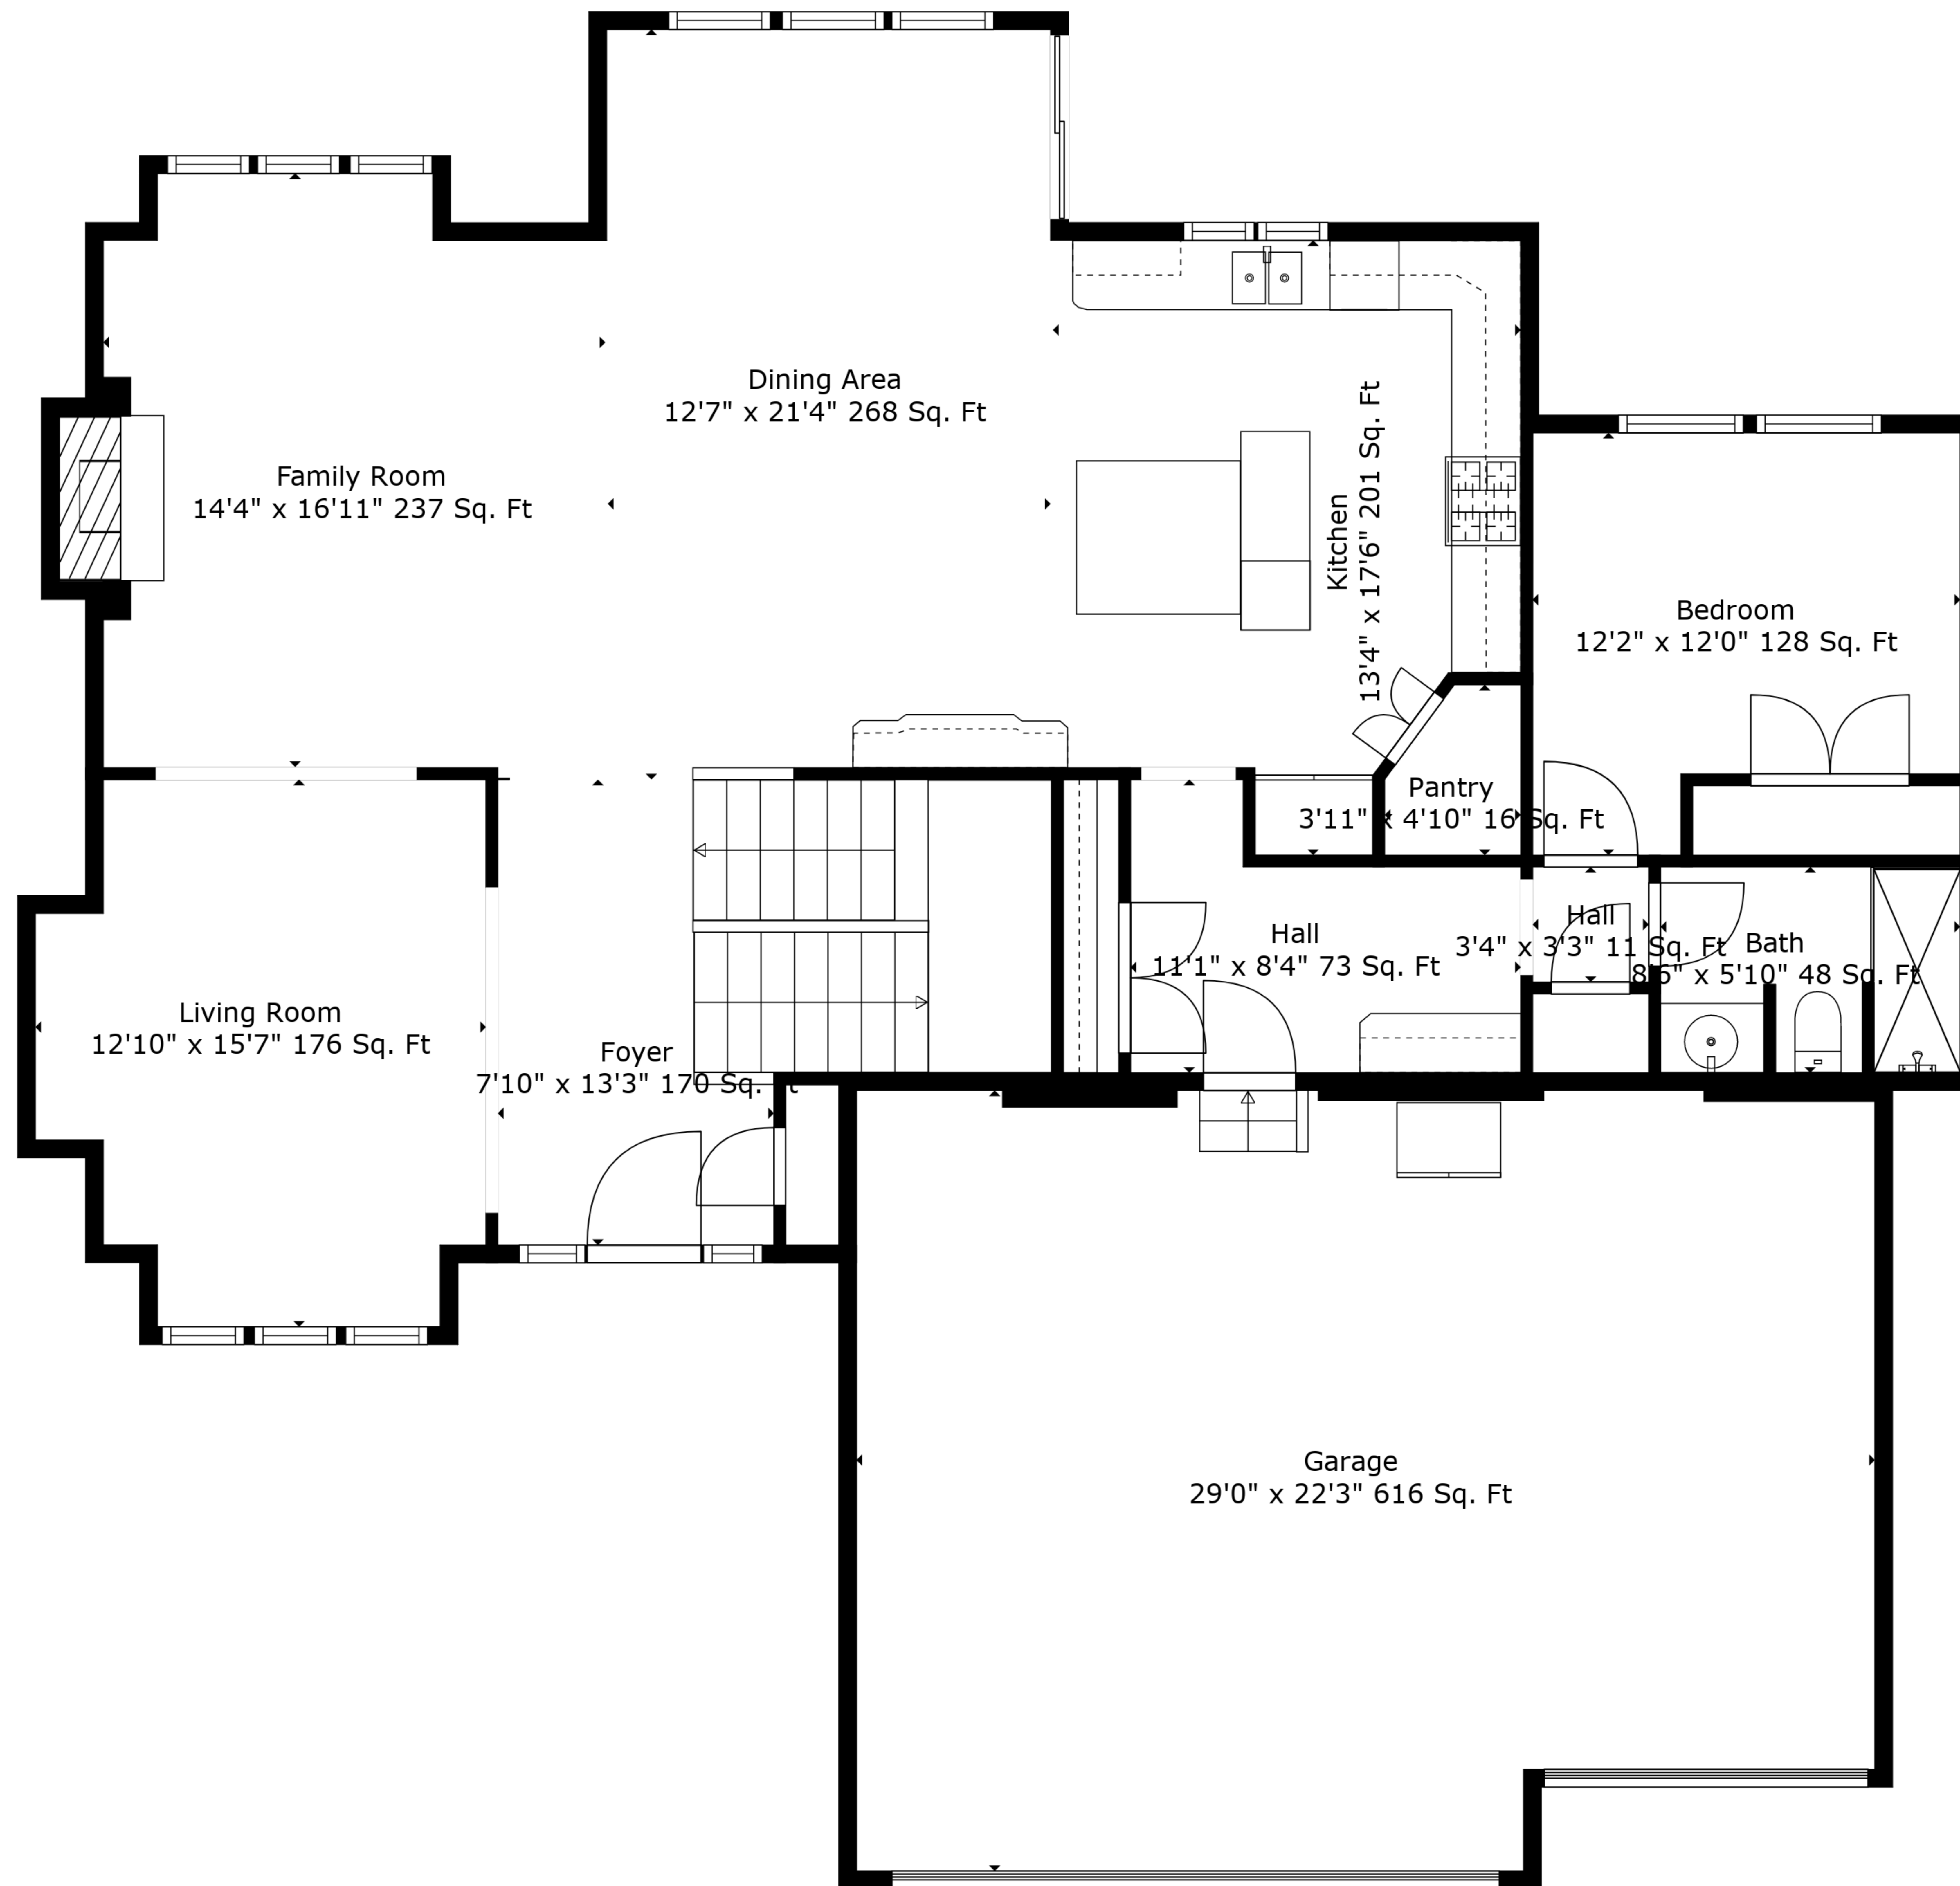 Dining Area
12'7" x 21'4" 268 Sq. Ft
Family Room
14'4" x 16'11" 237 Sq. Ft
Kitchen
13'4" x 17'6" 201 Sq. Ft
Bedroom
12'2" x 12'0" 128 Sq. Ft
Pantry
3'11" x 4'10" 16 Sq. Ft
Hall
11'1" x 8'4" 73 Sq. Ft
Hall
3'4" x 3'3" 11 Sq. Ft
Bath
8'6" x 5'10" 48 Sq. Ft
Living Room
12'10" x 15'7" 176 Sq. Ft
Foyer
7'10" x 13'3" 170 Sq. Ft
Garage
29'0" x 22'3" 616 Sq. Ft